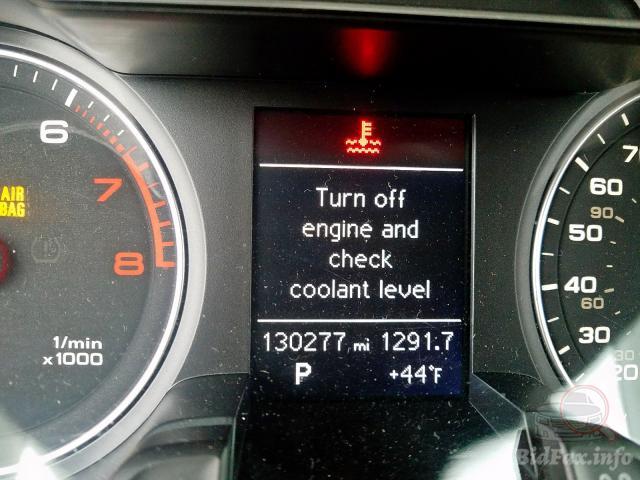 6
7
8
AIR
BAG
1/min
x1000
Turn off
engine and
check
coolant level
130277 mi 1291.7
P +44°F
70
60
90
50
40
60
30
30
20
BidFax.info